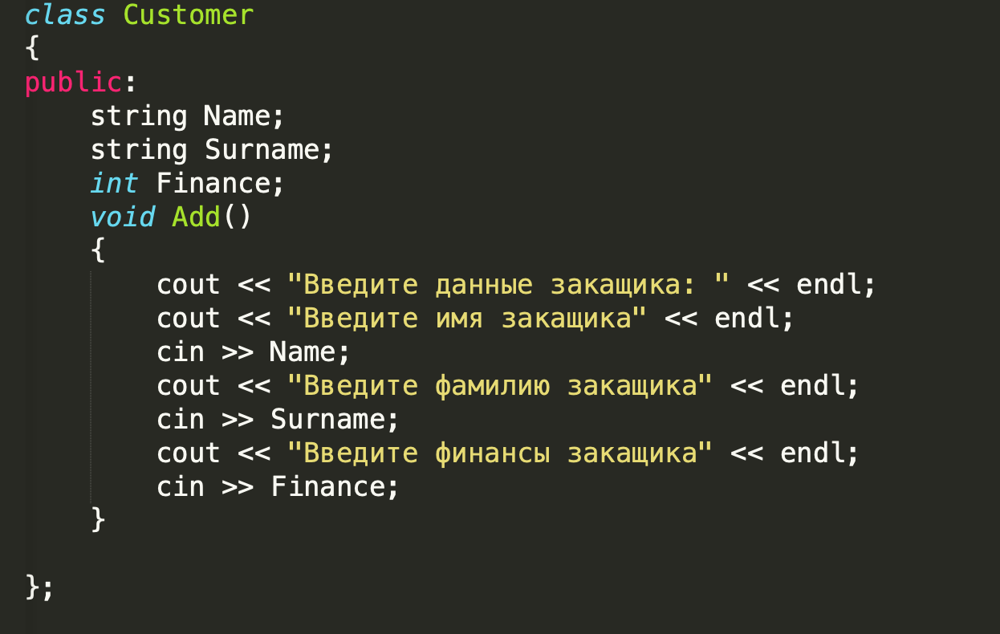 class Customer
{
public:
    string Name;
    string Surname;
    int Finance;
    void Add()
    {
        cout << "Введите данные закащика: " << endl;
        cout << "Введите имя закащика" << endl;
        cin >> Name;
        cout << "Введите фамилию закащика" << endl;
        cin >> Surname;
        cout << "Введите финансы закащика" << endl;
        cin >> Finance;
    }
};